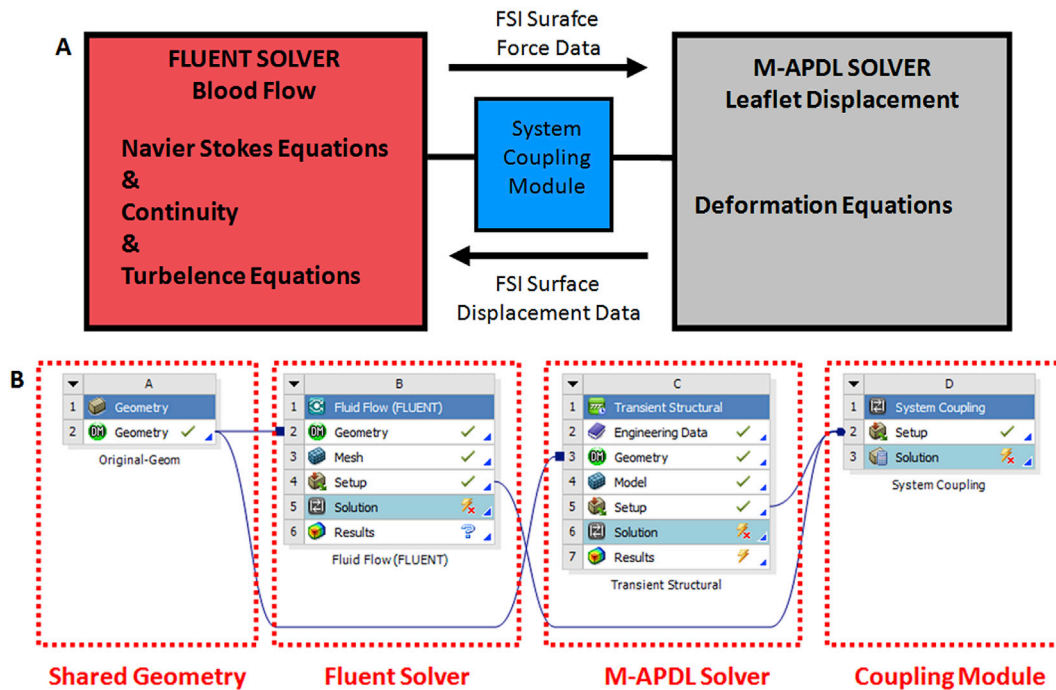 A
FLUENT SOLVER
Blood Flow
Navier Stokes Equations
&
Continuity
&
Turbelence Equations
FSI Surafce
Force Data
System
Coupling
Module
FSI Surface
Displacement Data
M-APDL SOLVER
Leaflet Displacement
Deformation Equations
B
A
1 Geometry
2 DM Geometry
Original-Geom
B
1 Fluid Flow (FLUENT)
2 DM Geometry
3 Mesh
4 Setup
5 Solution
6 Results
Fluid Flow (FLUENT)
C
1 Transient Structural
2 Engineering Data
3 DM Geometry
4 Model
5 Setup
6 Solution
7 Results
Transient Structural
D
1 System Coupling
2 Setup
3 Solution
System Coupling
Shared Geometry
Fluent Solver
M-APDL Solver
Coupling Module